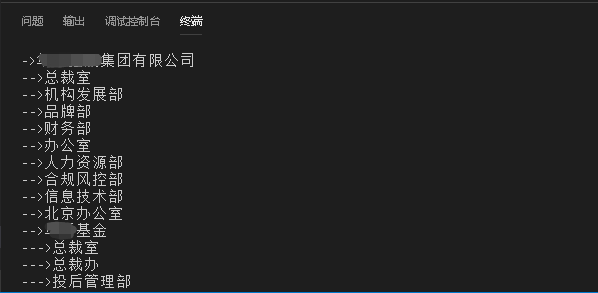 问题 输出 调试控制台 终端
->集团有限公司
-->总裁室
-->机构发展部
-->品牌部
-->财务部
-->办公室
-->人力资源部
-->合规风控部
-->信息技术部
-->北京办公室
-->基金
--->总裁室
--->总裁办
--->投后管理部